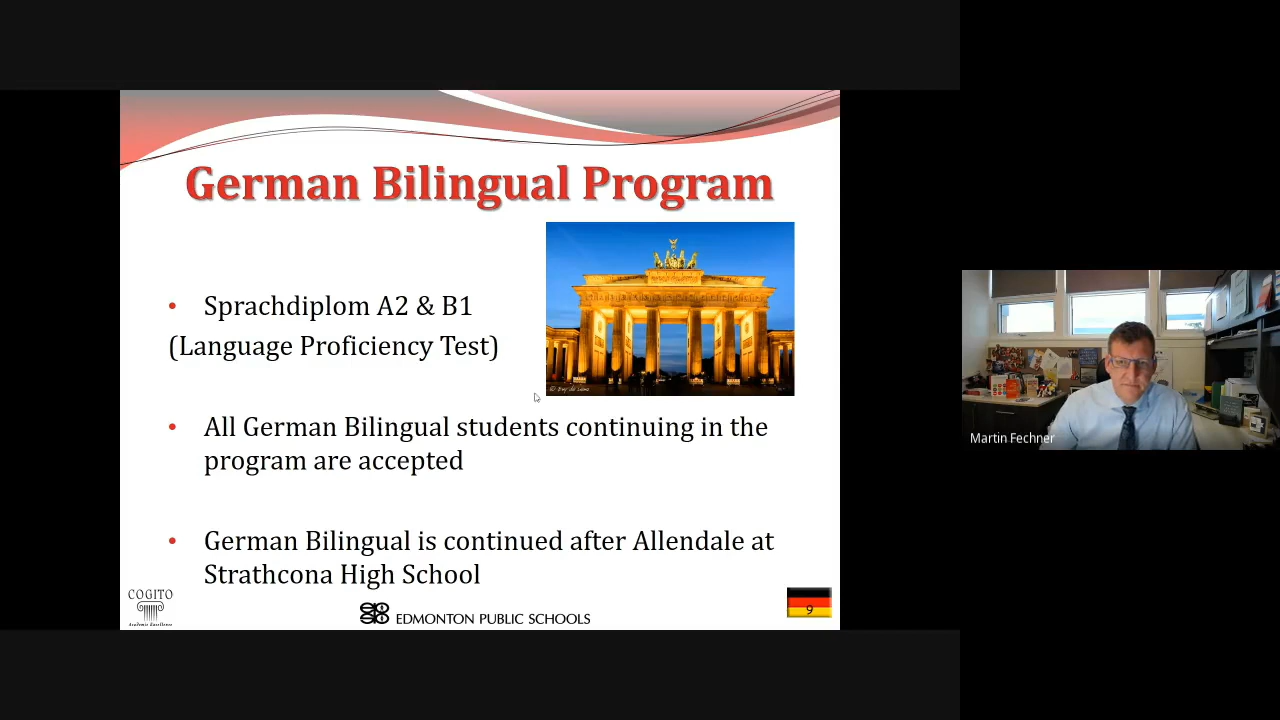 German Bilingual Program
• Sprachdiplom A2 & B1
(Language Proficiency Test)
• All German Bilingual students continuing in the
program are accepted
• German Bilingual is continued after Allendale at
Strathcona High School
COGITO
Academic Excellence
EDMONTON PUBLIC SCHOOLS
9
Martin Fechner